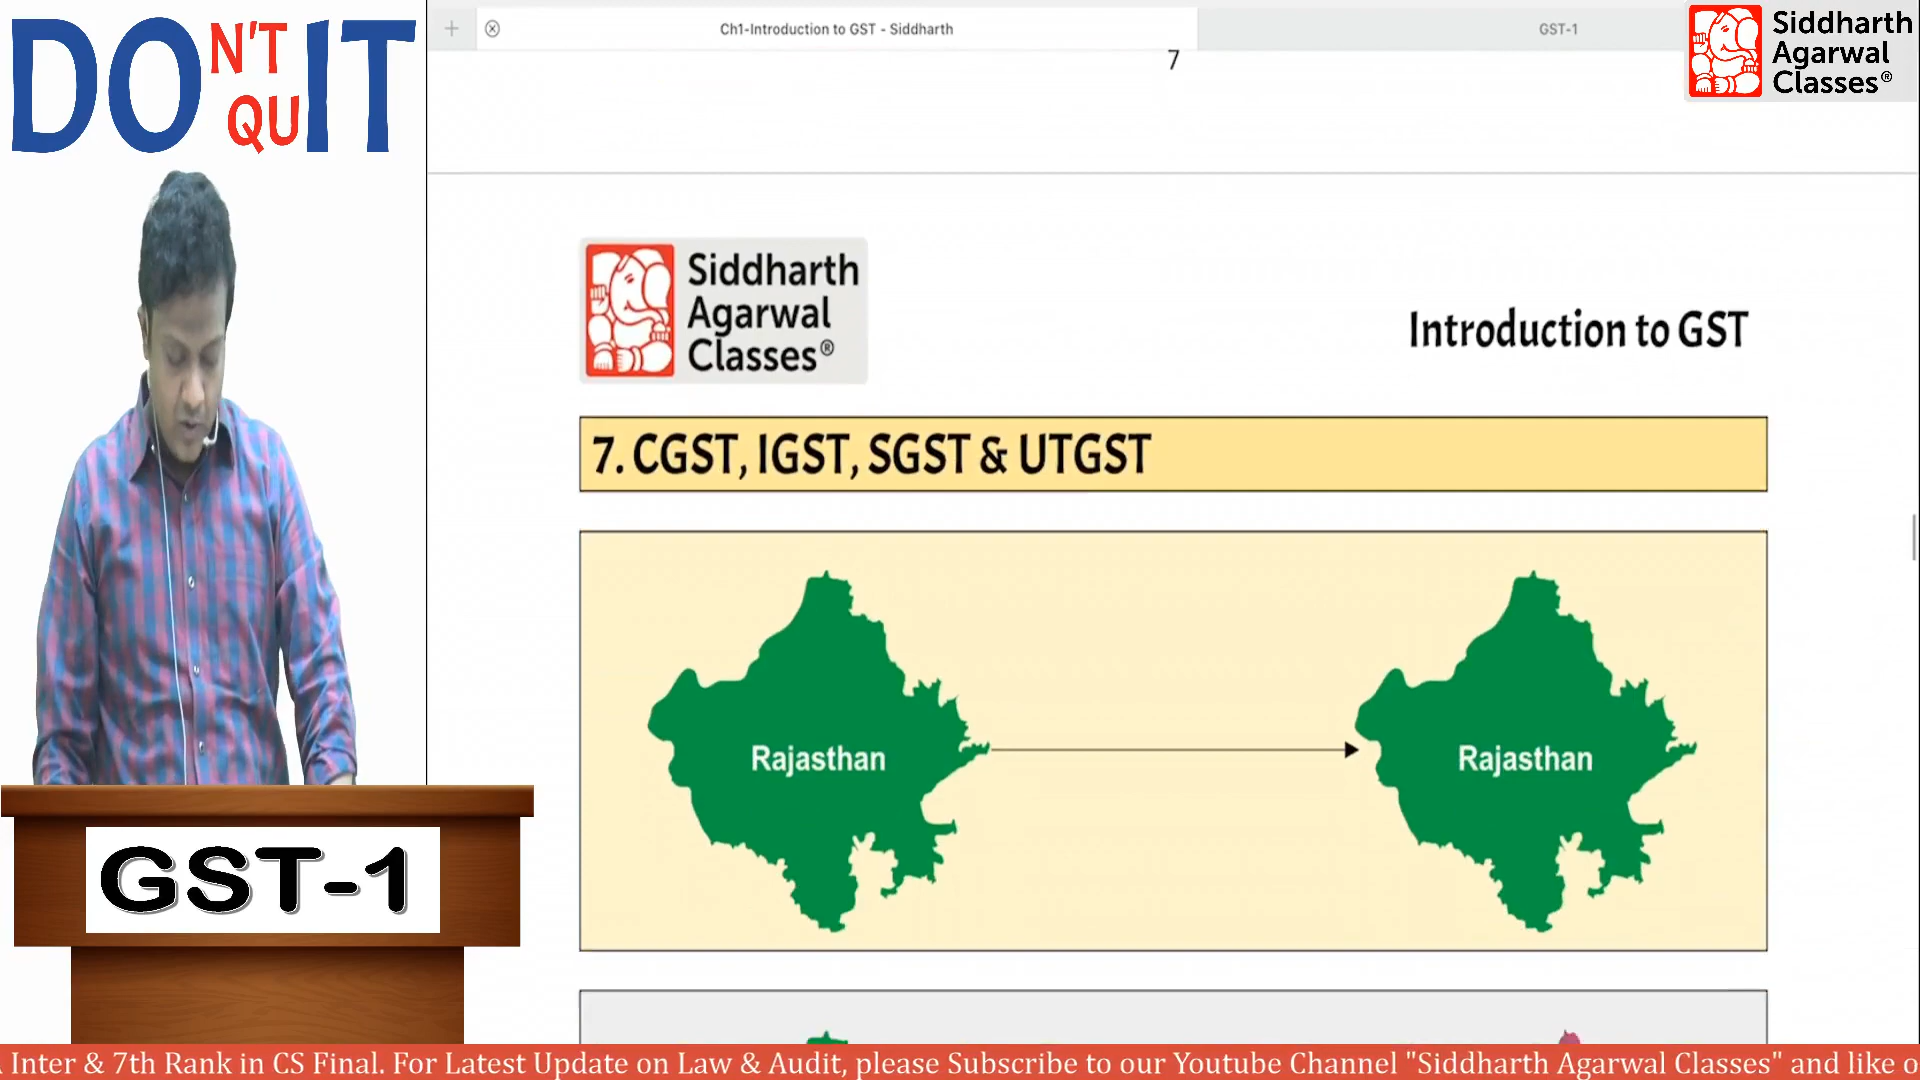 DON'T QUIT
Ch1-Introduction to GST - Siddharth
GST-1
Siddharth
Agarwal
Classes®
7
Siddharth
Agarwal
Classes®
Introduction to GST
7. CGST, IGST, SGST & UTGST
Rajasthan
Rajasthan
GST-1
Inter & 7th Rank in CS Final. For Latest Update on Law & Audit, please Subscribe to our Youtube Channel "Siddharth Agarwal Classes" and like